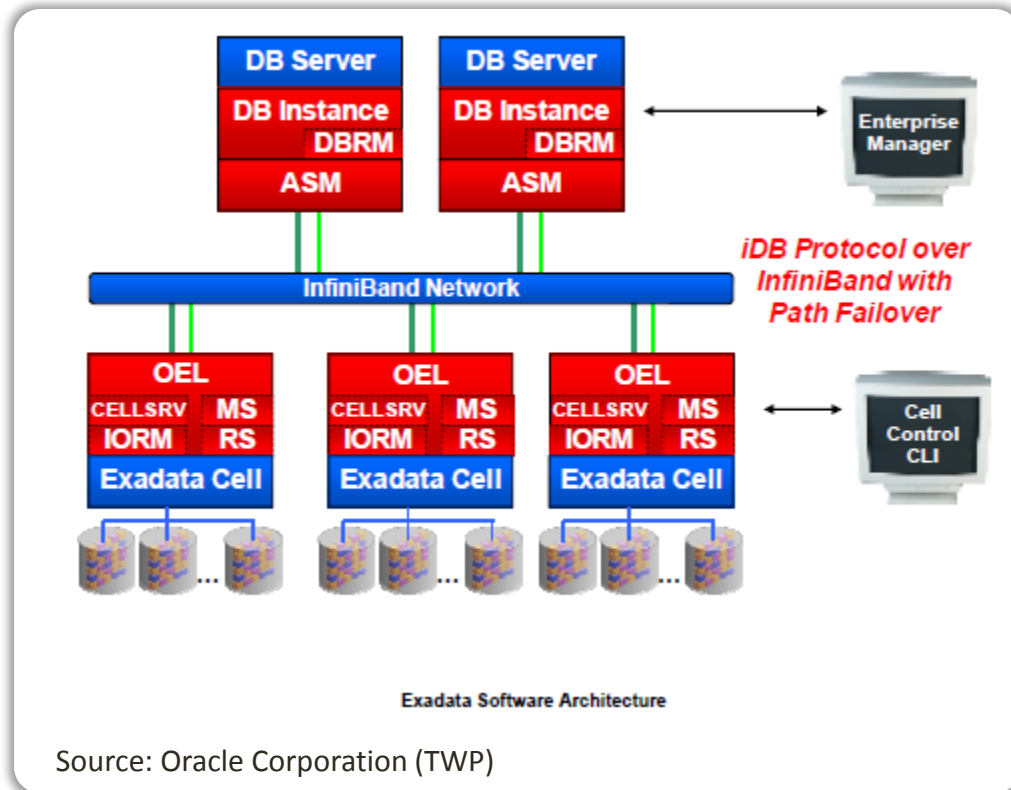 DB Server
DB Instance
DBRM
ASM
DB Server
DB Instance
DBRM
ASM
Enterprise
Manager
iDB Protocol over
InfiniBand with
Path Failover
InfiniBand Network
OEL
CELLSRV MS
IORM RS
Exadata Cell
...
OEL
CELLSRV MS
IORM RS
Exadata Cell
...
OEL
CELLSRV MS
IORM RS
Exadata Cell
...
Cell
Control
CLI
Exadata Software Architecture
Source: Oracle Corporation (TWP)